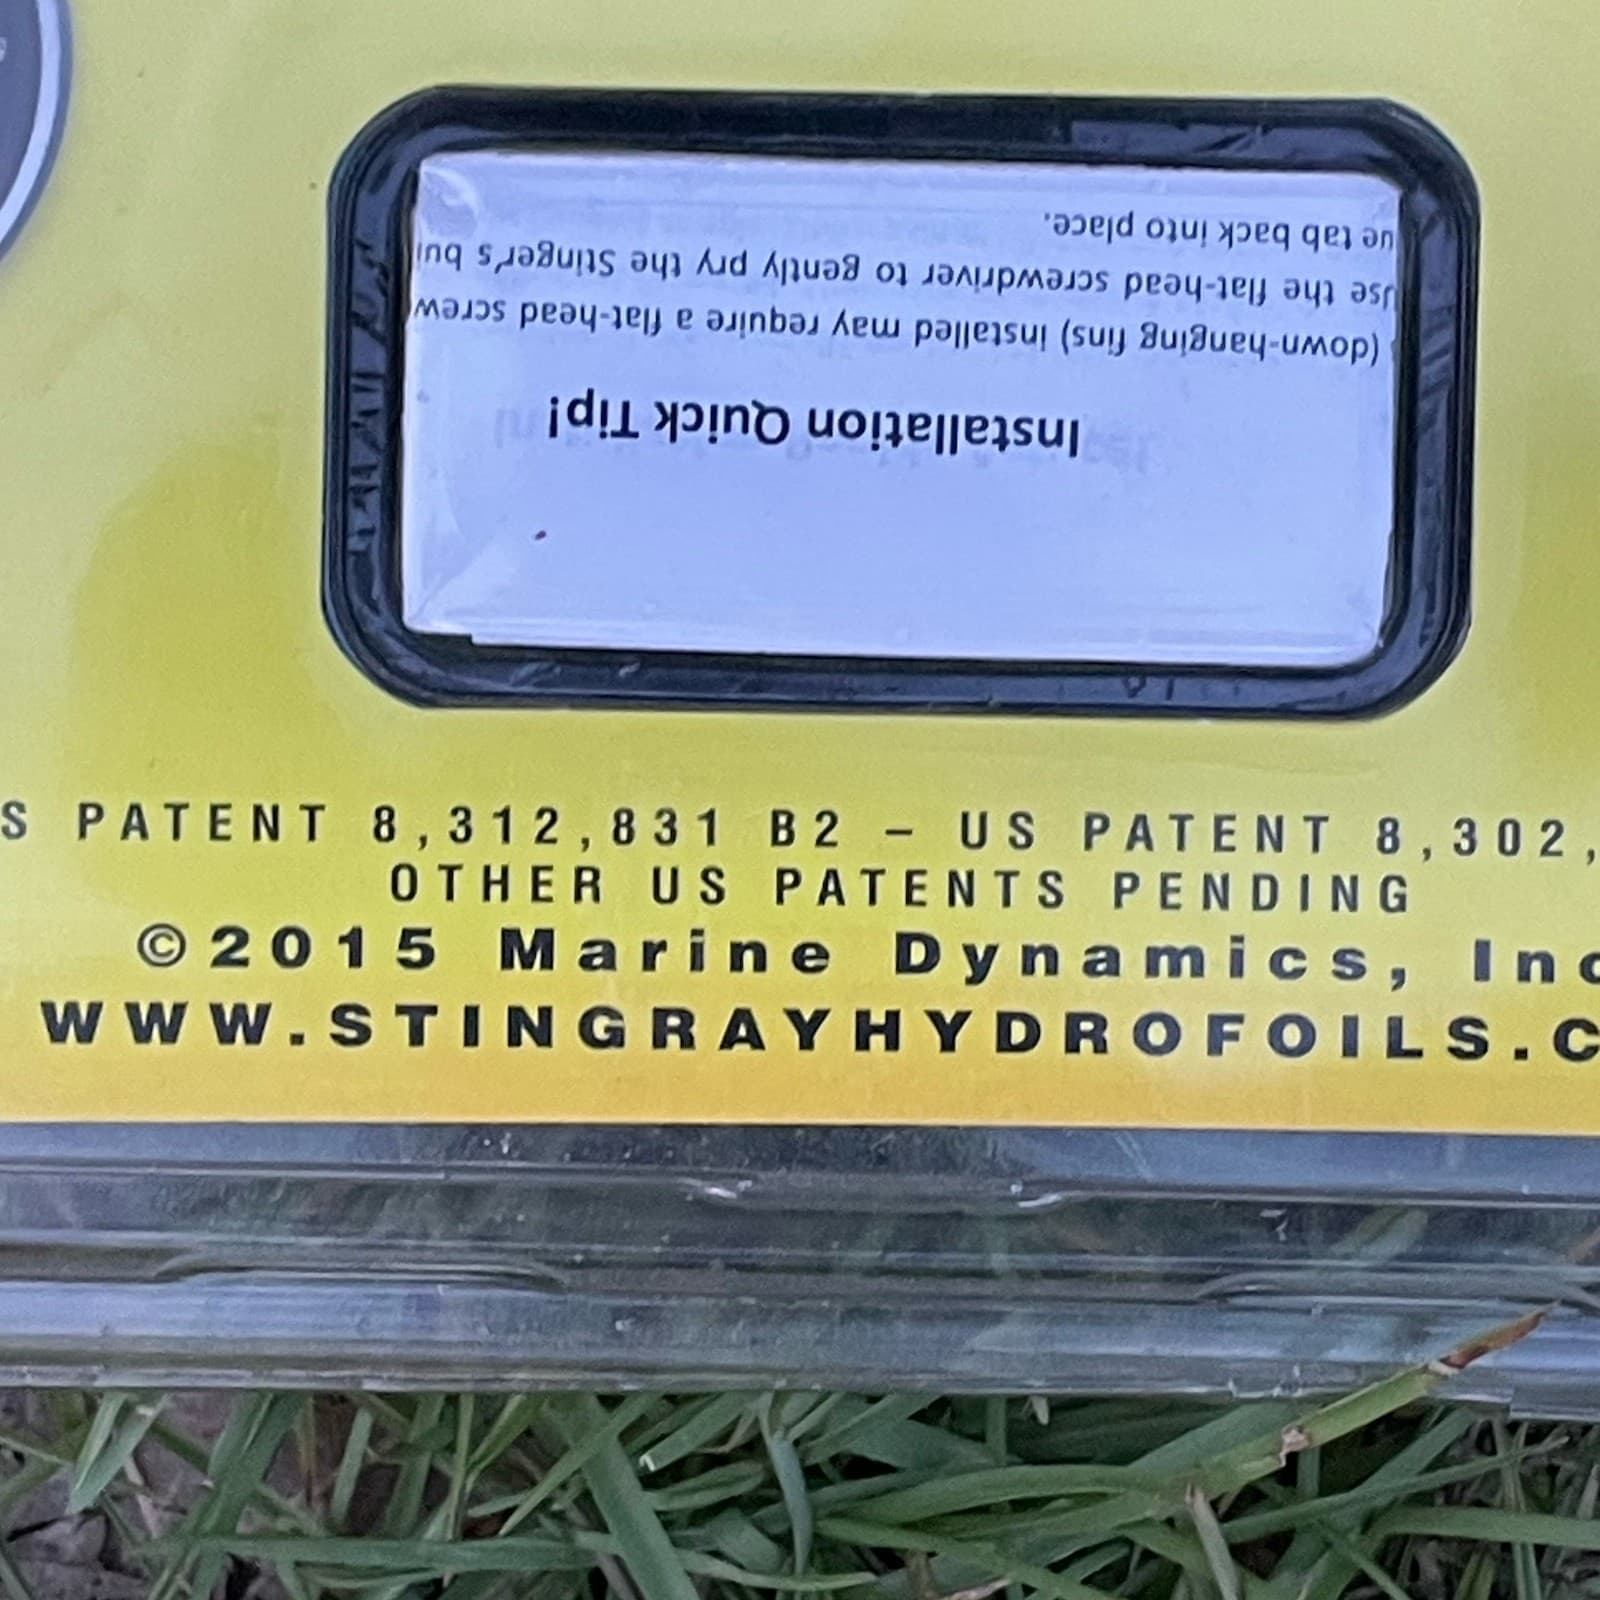 Installation Quick Tip!
(down-hanging fins) installed may require a flat-head screw
Use the flat-head screwdriver to gently pry the Stinger's bui
ue tab back into place.
S PATENT 8,312,831 B2 – US PATENT 8,302,
OTHER US PATENTS PENDING
©2015 Marine Dynamics, Inc
WWW.STINGRAYHYDROFOILS.C